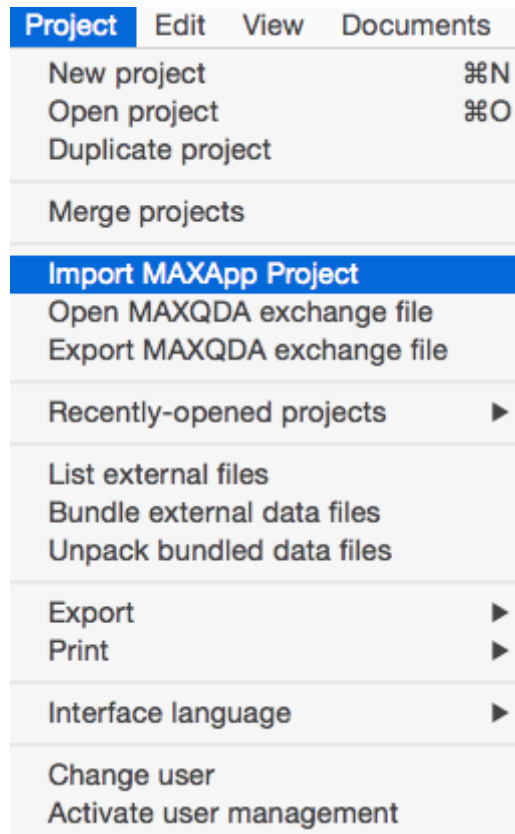 Project Edit View Documents
New project ⌘N
Open project ⌘O
Duplicate project
Merge projects
Import MAXApp Project
Open MAXQDA exchange file
Export MAXQDA exchange file
Recently-opened projects ▶
List external files
Bundle external data files
Unpack bundled data files
Export ▶
Print ▶
Interface language ▶
Change user
Activate user management